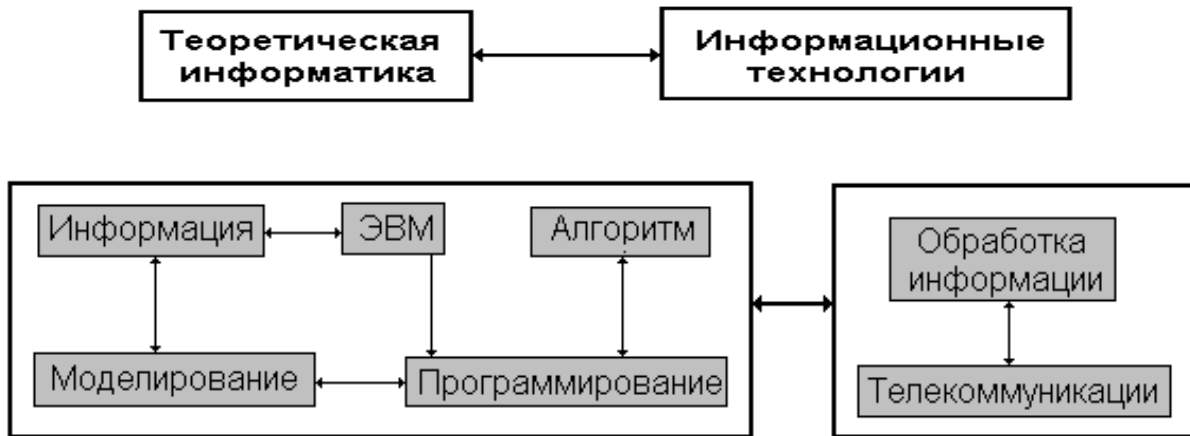 Теоретическая
информатика
Информационные
технологии
Информация
ЭВМ
Алгоритм
Моделирование
Программирование
Обработка
информации
Телекоммуникации